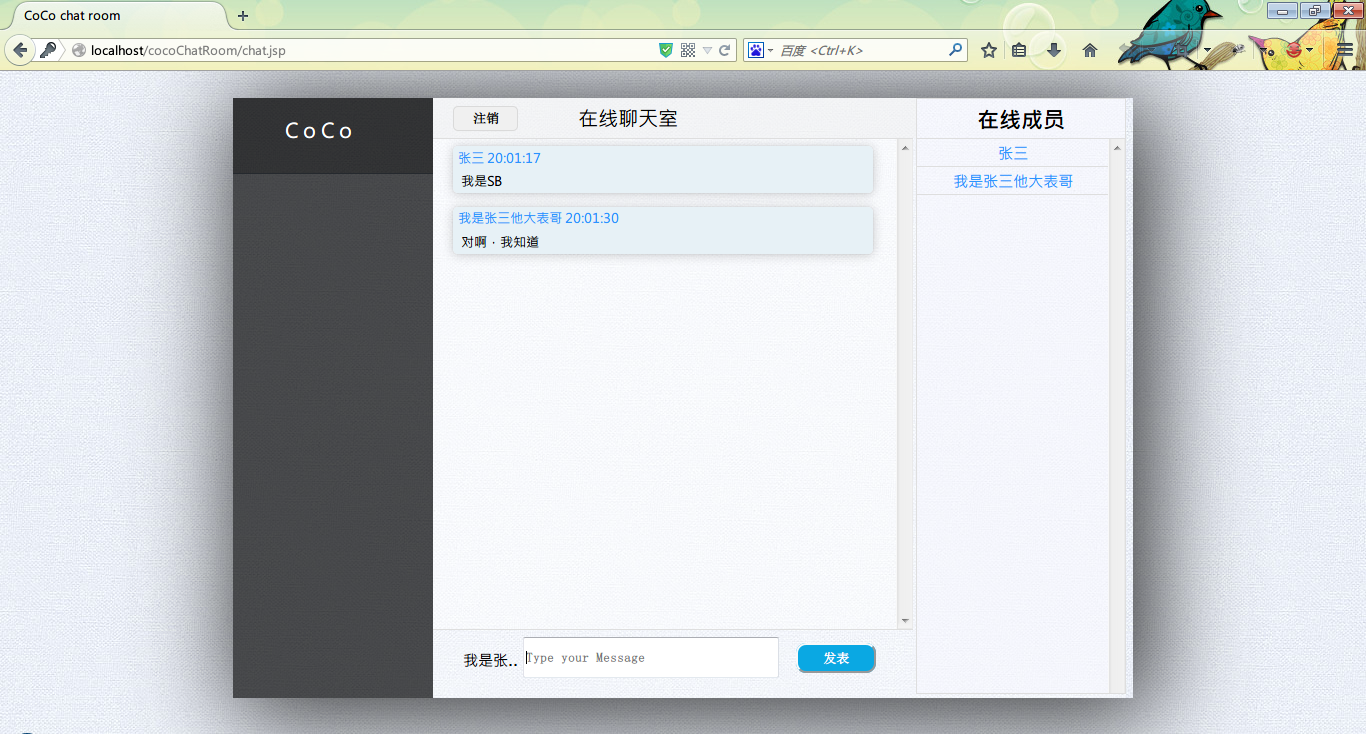 CoCo chat room
localhost/cocoChatRoom/chat.jsp
百度 <Ctrl+K>
CoCo
注销
在线聊天室
在线成员
张三 20:01:17
我是SB
我是张三他大表哥 20:01:30
对啊 · 我知道
张三
我是张三他大表哥
我是张..
Type your Message
发表